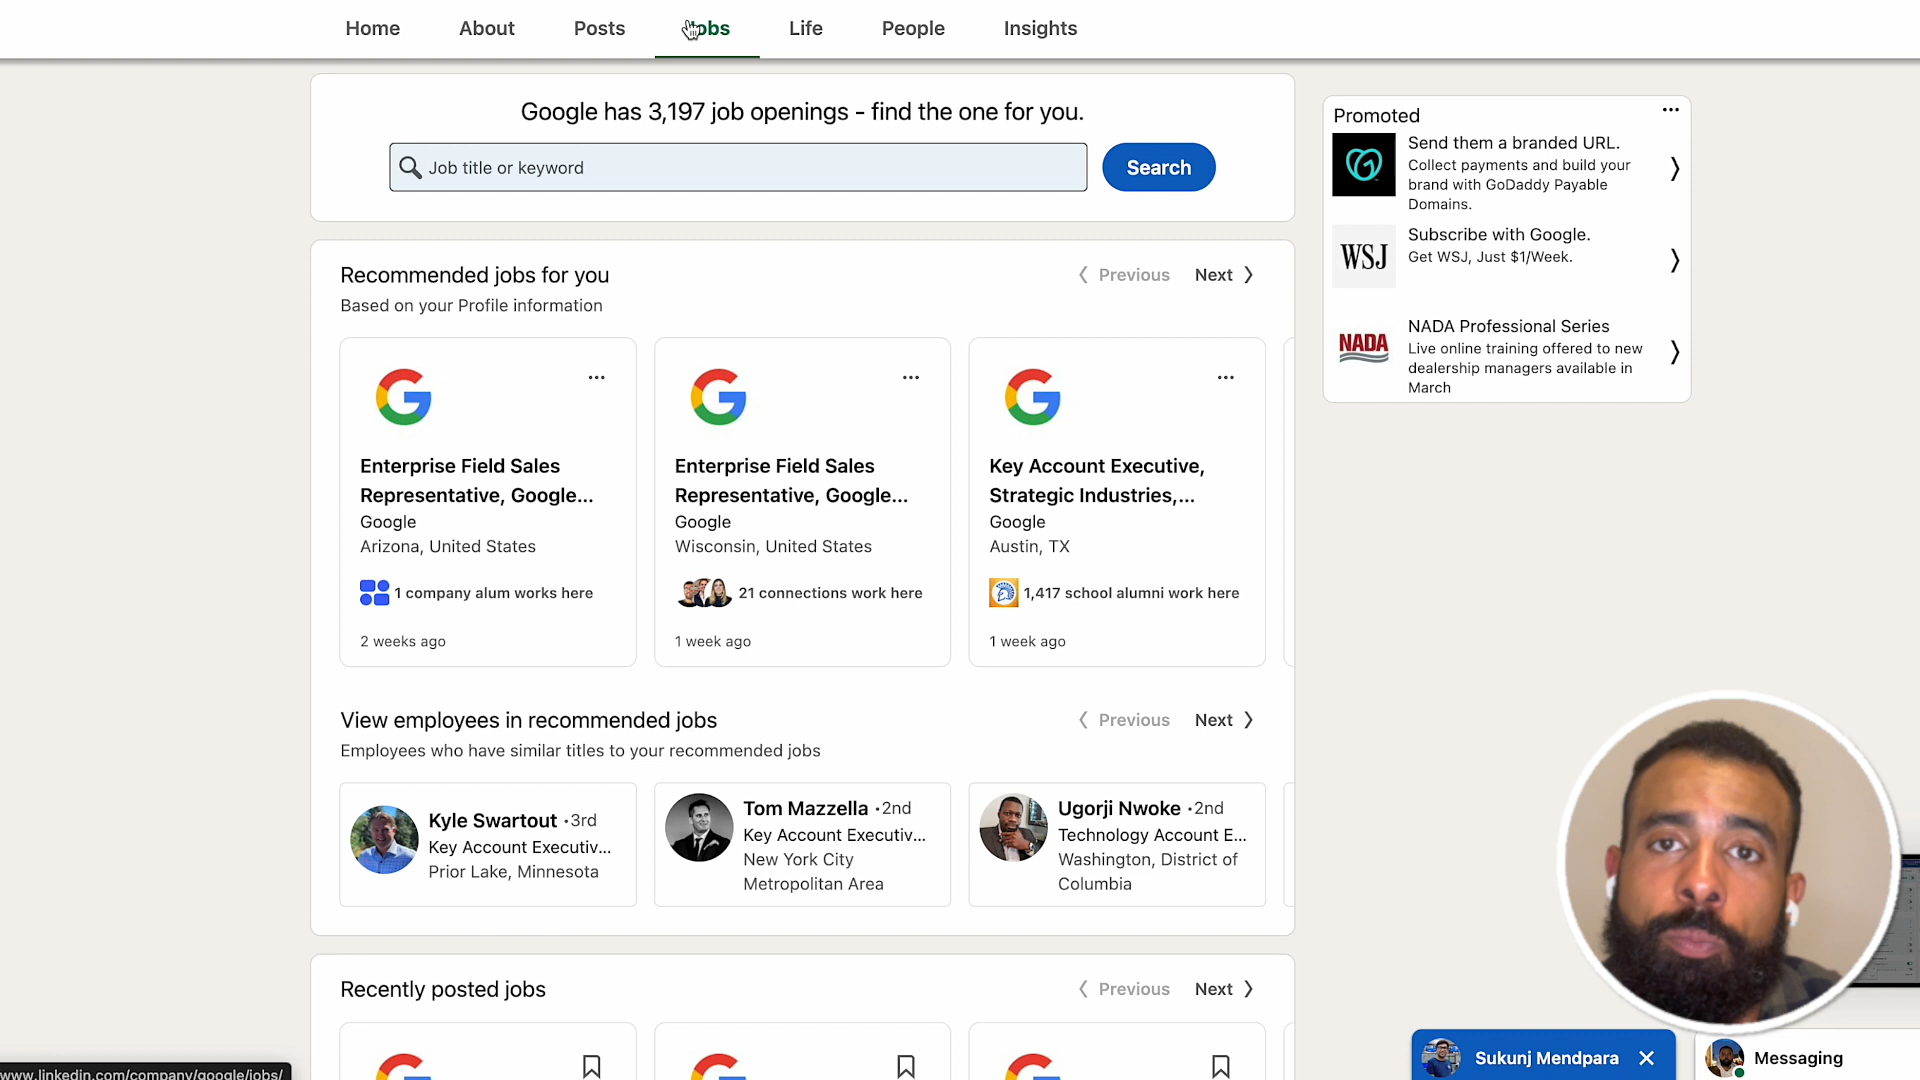 Home About Posts Jobs Life People Insights
Google has 3,197 job openings - find the one for you.
Job title or keyword
Search
Promoted
Send them a branded URL.
Collect payments and build your
brand with GoDaddy Payable
Domains.
WSJ
Subscribe with Google.
Get WSJ, Just $1/Week.
NADA
NADA Professional Series
Live online training offered to new
dealership managers available in
March
Recommended jobs for you
Previous Next
Based on your Profile information
Enterprise Field Sales
Representative, Google...
Google
Arizona, United States
1 company alum works here
2 weeks ago
Enterprise Field Sales
Representative, Google...
Google
Wisconsin, United States
21 connections work here
1 week ago
Key Account Executive,
Strategic Industries,...
Google
Austin, TX
1,417 school alumni work here
1 week ago
View employees in recommended jobs
Previous Next
Employees who have similar titles to your recommended jobs
Kyle Swartout · 3rd
Key Account Executiv...
Prior Lake, Minnesota
Tom Mazzella · 2nd
Key Account Executiv...
New York City
Metropolitan Area
Ugorji Nwoke · 2nd
Technology Account E...
Washington, District of
Columbia
Recently posted jobs
Previous Next
Sukunj Mendpara
Messaging
www.linkedin.com/company/google/jobs/